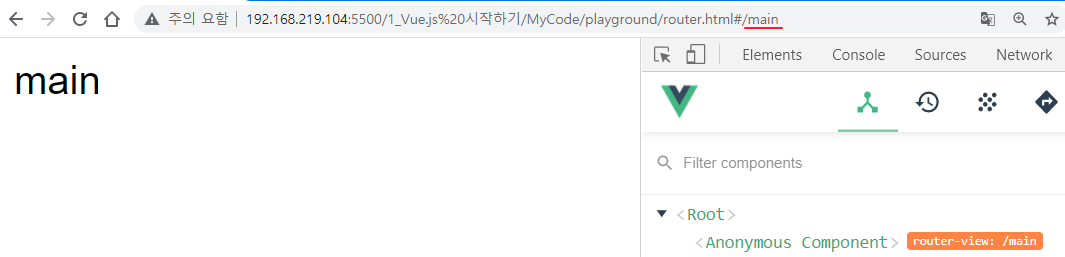 주의 요함 192.168.219.104:5500/1_Vue.js%20시작하기/MyCode/playground/router.html#/main
main
Elements Console Sources Network
Filter components
<Root>
<Anonymous Component> router-view: /main